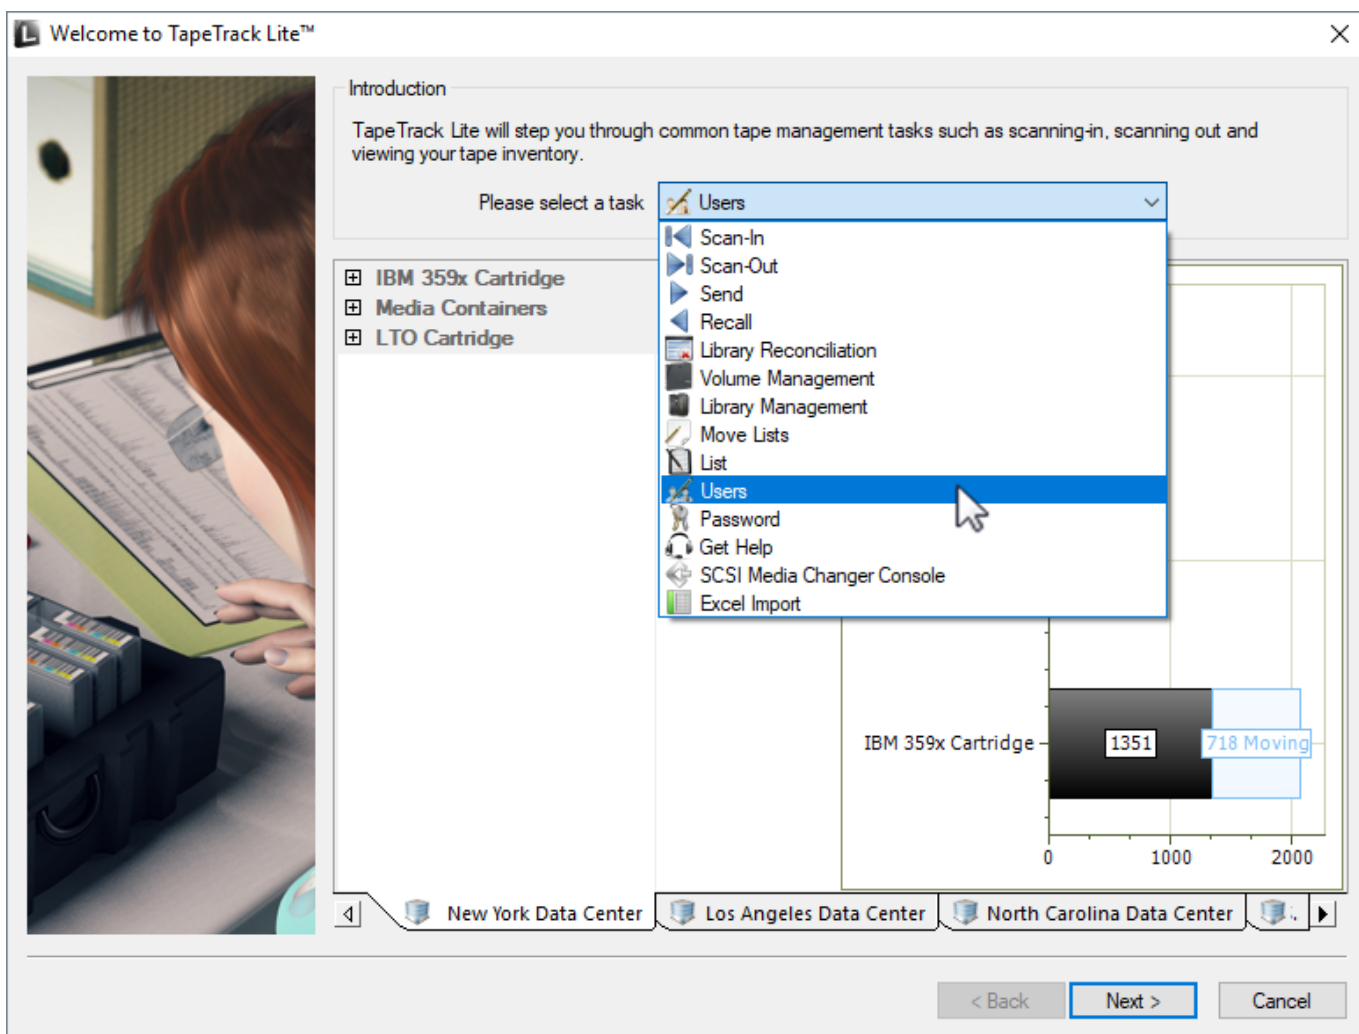 Welcome to TapeTrack Lite™
Introduction
TapeTrack Lite will step you through common tape management tasks such as scanning-in, scanning out and
viewing your tape inventory.
Please select a task
Users
Scan-In
Scan-Out
Send
Recall
Library Reconciliation
Volume Management
Library Management
Move Lists
List
Users
Password
Get Help
SCSI Media Changer Console
Excel Import
IBM 359x Cartridge
Media Containers
LTO Cartridge
IBM 359x Cartridge
1351
718 Moving
0 1000 2000
New York Data Center
Los Angeles Data Center
North Carolina Data Center
< Back
Next >
Cancel